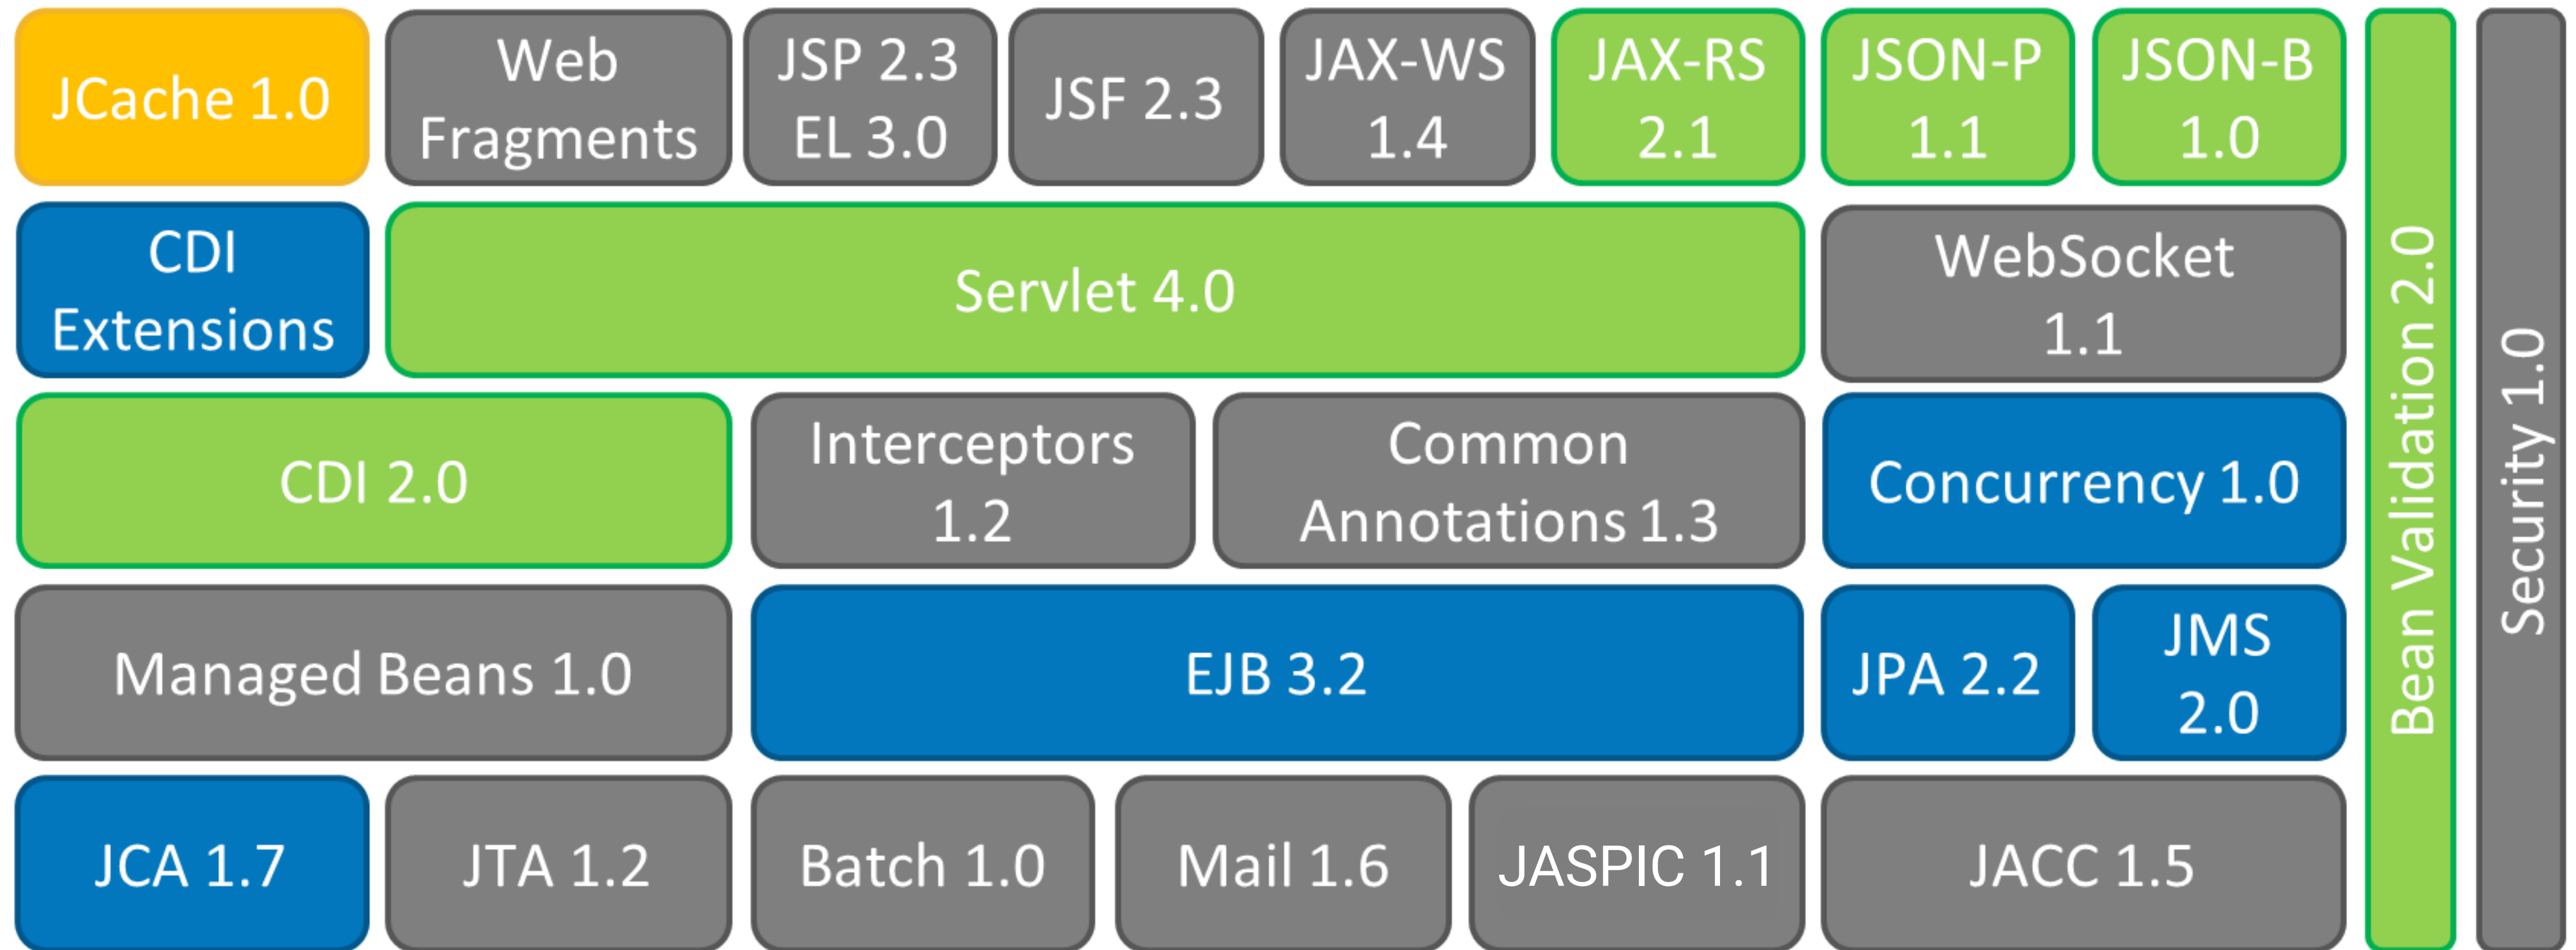 JCache 1.0
Web
Fragments
JSP 2.3
EL 3.0
JSF 2.3
JAX-WS
1.4
JAX-RS
2.1
JSON-P
1.1
JSON-B
1.0
CDI
Extensions
Servlet 4.0
WebSocket
1.1
CDI 2.0
Interceptors
1.2
Common
Annotations 1.3
Concurrency 1.0
Managed Beans 1.0
EJB 3.2
JPA 2.2
JMS
2.0
JCA 1.7
JTA 1.2
Batch 1.0
Mail 1.6
JASPIC 1.1
JACC 1.5
Bean Validation 2.0
Security 1.0